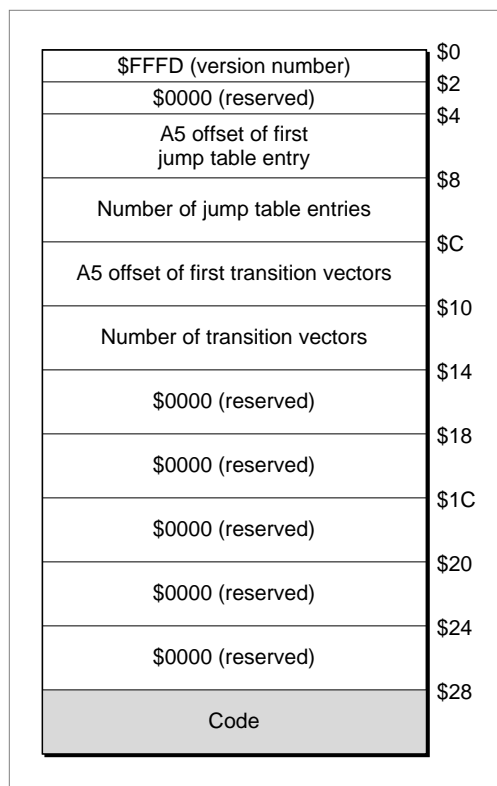 $0
$FFFD (version number)
$2
$0000 (reserved)
$4
A5 offset of first
jump table entry
$8
Number of jump table entries
$C
A5 offset of first transition vectors
$10
Number of transition vectors
$14
$0000 (reserved)
$18
$0000 (reserved)
$1C
$0000 (reserved)
$20
$0000 (reserved)
$24
$0000 (reserved)
$28
Code